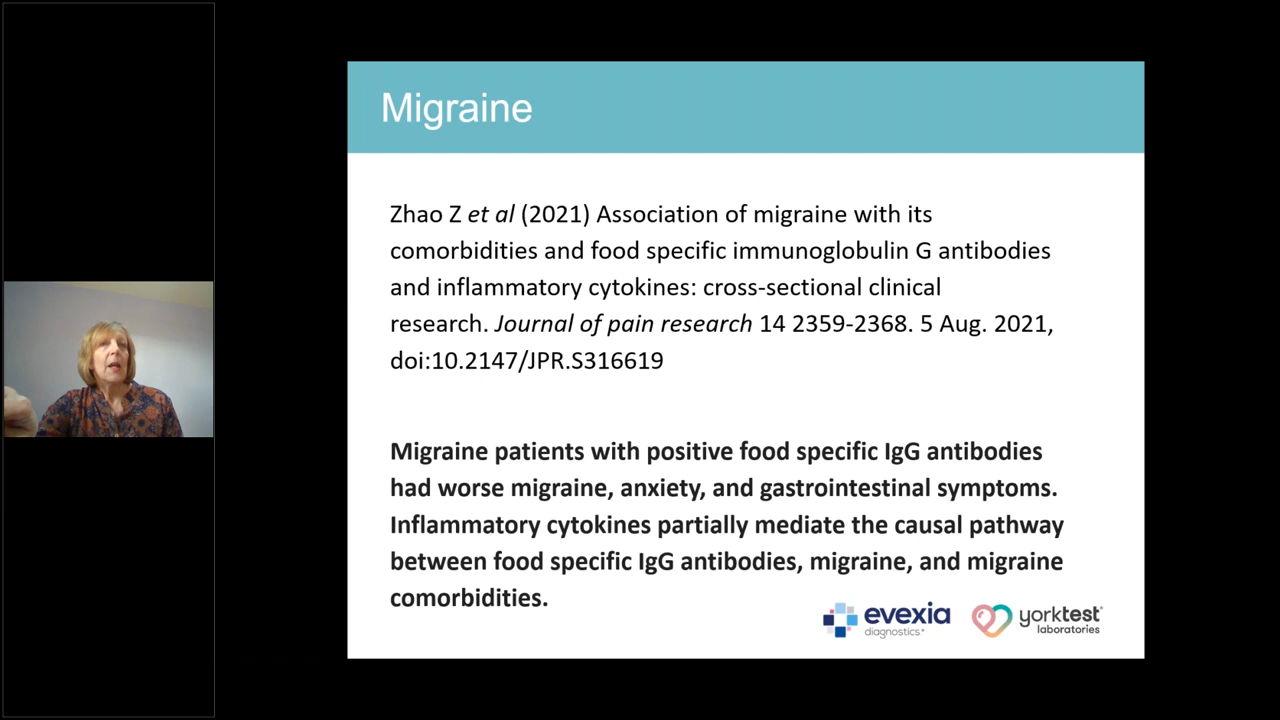 Migraine
Zhao Z et al (2021) Association of migraine with its
comorbidities and food specific immunoglobulin G antibodies
and inflammatory cytokines: cross-sectional clinical
research. Journal of pain research 14 2359-2368. 5 Aug. 2021,
doi:10.2147/JPR.S316619
Migraine patients with positive food specific IgG antibodies
had worse migraine, anxiety, and gastrointestinal symptoms.
Inflammatory cytokines partially mediate the causal pathway
between food specific IgG antibodies, migraine, and migraine
comorbidities.
evexia
diagnostics
yorktest
laboratories